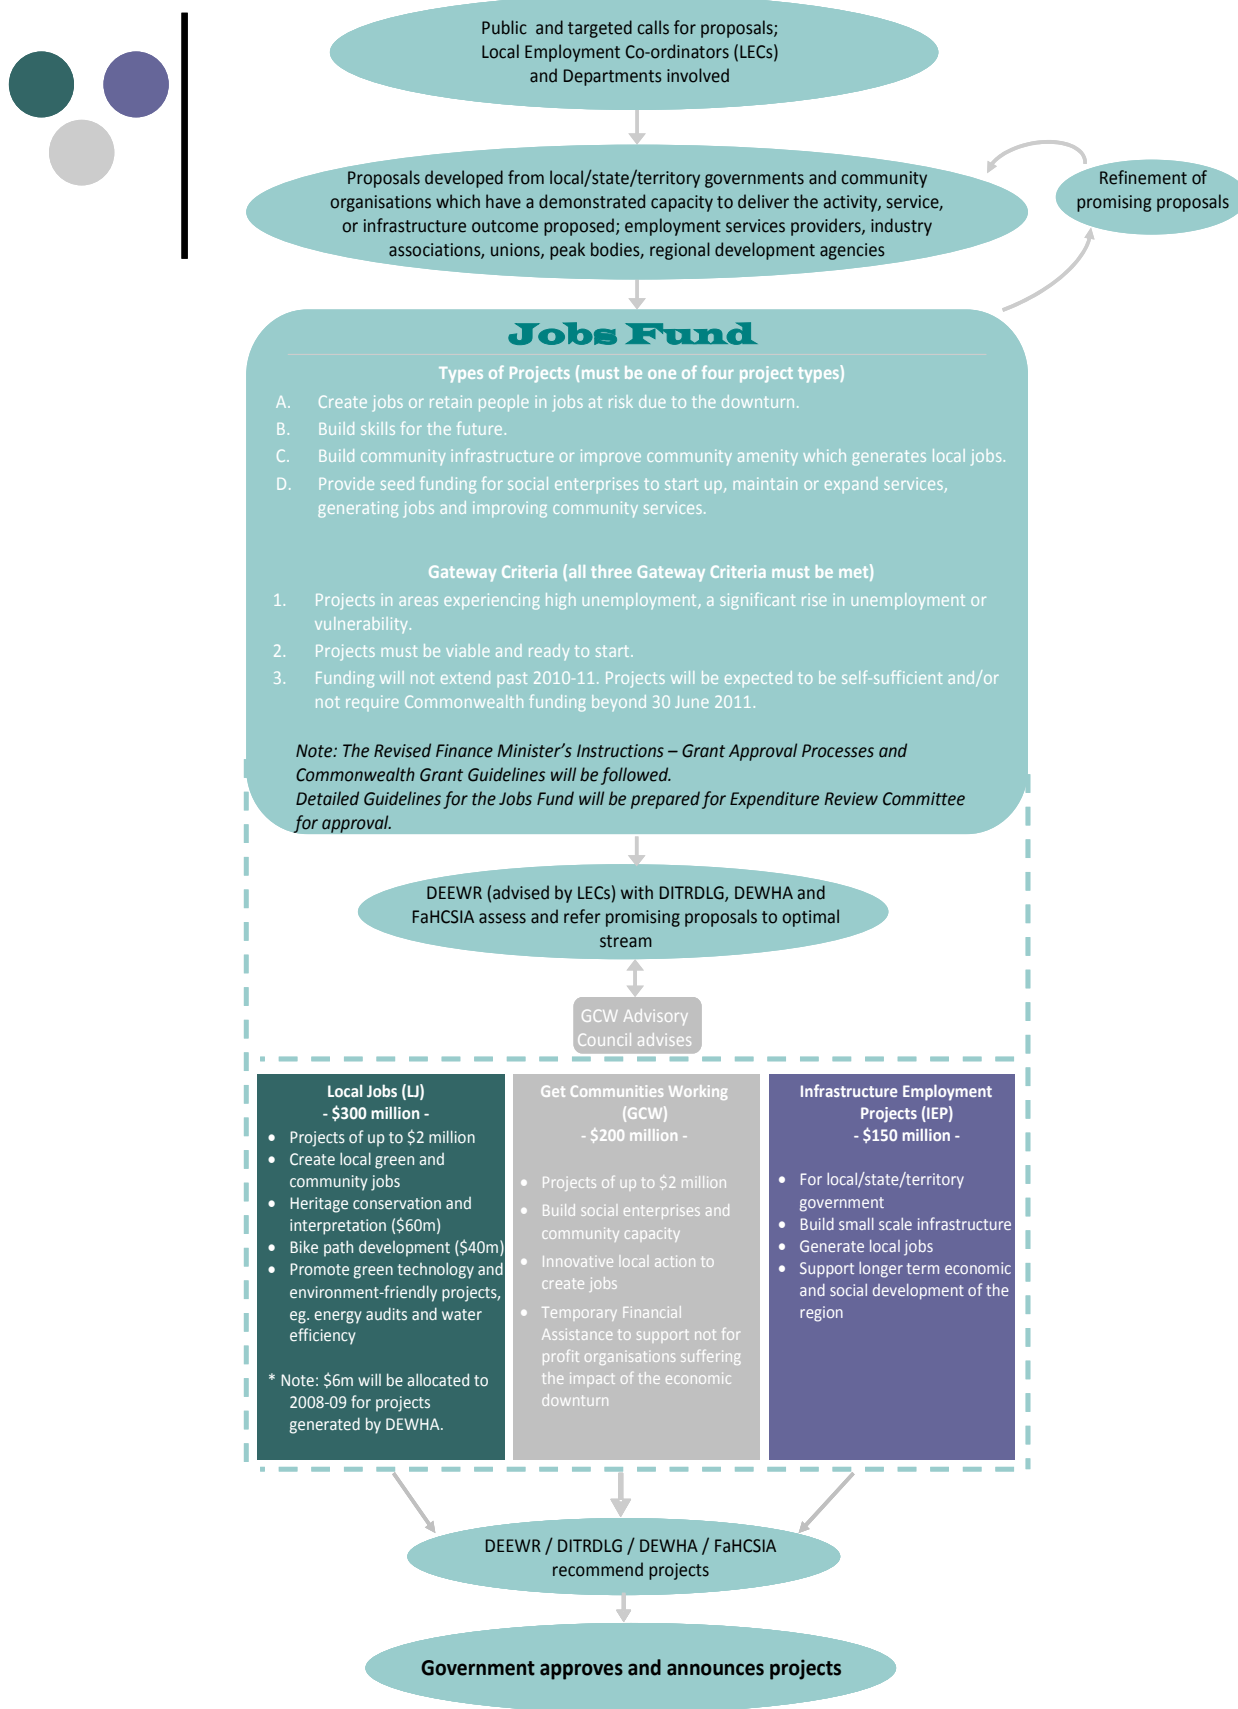 Public and targeted calls for proposals;
Local Employment Co-ordinators (LECs)
and Departments involved
Proposals developed from local/state/territory governments and community
organisations which have a demonstrated capacity to deliver the activity, service,
or infrastructure outcome proposed; employment services providers, industry
associations, unions, peak bodies, regional development agencies
Refinement of
promising proposals
Jobs Fund
Types of Projects (must be one of four project types)
A. Create jobs or retain people in jobs at risk due to the downturn.
B. Build skills for the future.
C. Build community infrastructure or improve community amenity which generates local jobs.
D. Provide seed funding for social enterprises to start up, maintain or expand services,
generating jobs and improving community services.
Gateway Criteria (all three Gateway Criteria must be met)
1. Projects in areas experiencing high unemployment, a significant rise in unemployment or
vulnerability.
2. Projects must be viable and ready to start.
3. Funding will not extend past 2010-11. Projects will be expected to be self-sufficient and/or
not require Commonwealth funding beyond 30 June 2011.
Note: The Revised Finance Minister's Instructions – Grant Approval Processes and
Commonwealth Grant Guidelines will be followed.
Detailed Guidelines for the Jobs Fund will be prepared for Expenditure Review Committee
for approval.
DEEWR (advised by LECs) with DITRDLG, DEWHA and
FaHCSIA assess and refer promising proposals to optimal
stream
GCW Advisory
Council advises
Local Jobs (LJ)
- $300 million -
• Projects of up to $2 million
• Create local green and
community jobs
• Heritage conservation and
interpretation ($60m)
• Bike path development ($40m)
• Promote green technology and
environment-friendly projects,
eg. energy audits and water
efficiency
* Note: $6m will be allocated to
2008-09 for projects
generated by DEWHA.
Get Communities Working
(GCW)
- $200 million -
• Projects of up to $2 million
• Build social enterprises and
community capacity
• Innovative local action to
create jobs
• Temporary Financial
Assistance to support not for
profit organisations suffering
the impact of the economic
downturn
Infrastructure Employment
Projects (IEP)
- $150 million -
• For local/state/territory
government
• Build small scale infrastructure
• Generate local jobs
• Support longer term economic
and social development of the
region
DEEWR / DITRDLG / DEWHA / FaHCSIA
recommend projects
Government approves and announces projects